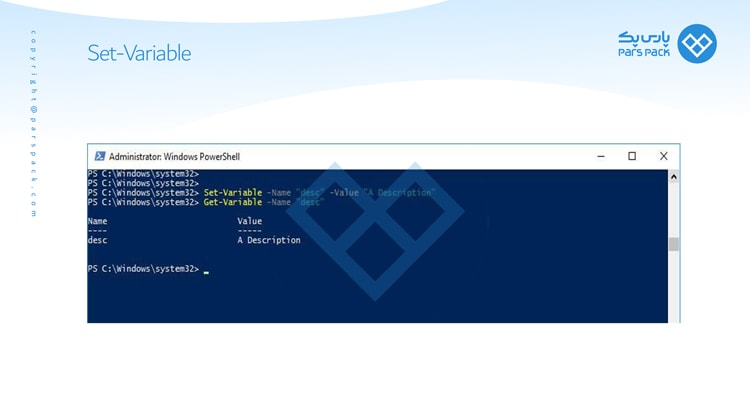 Set-Variable
پارس پک
PARS PACK
copyright@parspack.com
Administrator: Windows PowerShell
PS C:\Windows\system32>
PS C:\Windows\system32>
PS C:\Windows\system32> Set-Variable -Name "desc" -Value "A Description"
PS C:\Windows\system32> Get-Variable -Name "desc"
Name Value
---- -----
desc A Description
PS C:\Windows\system32>